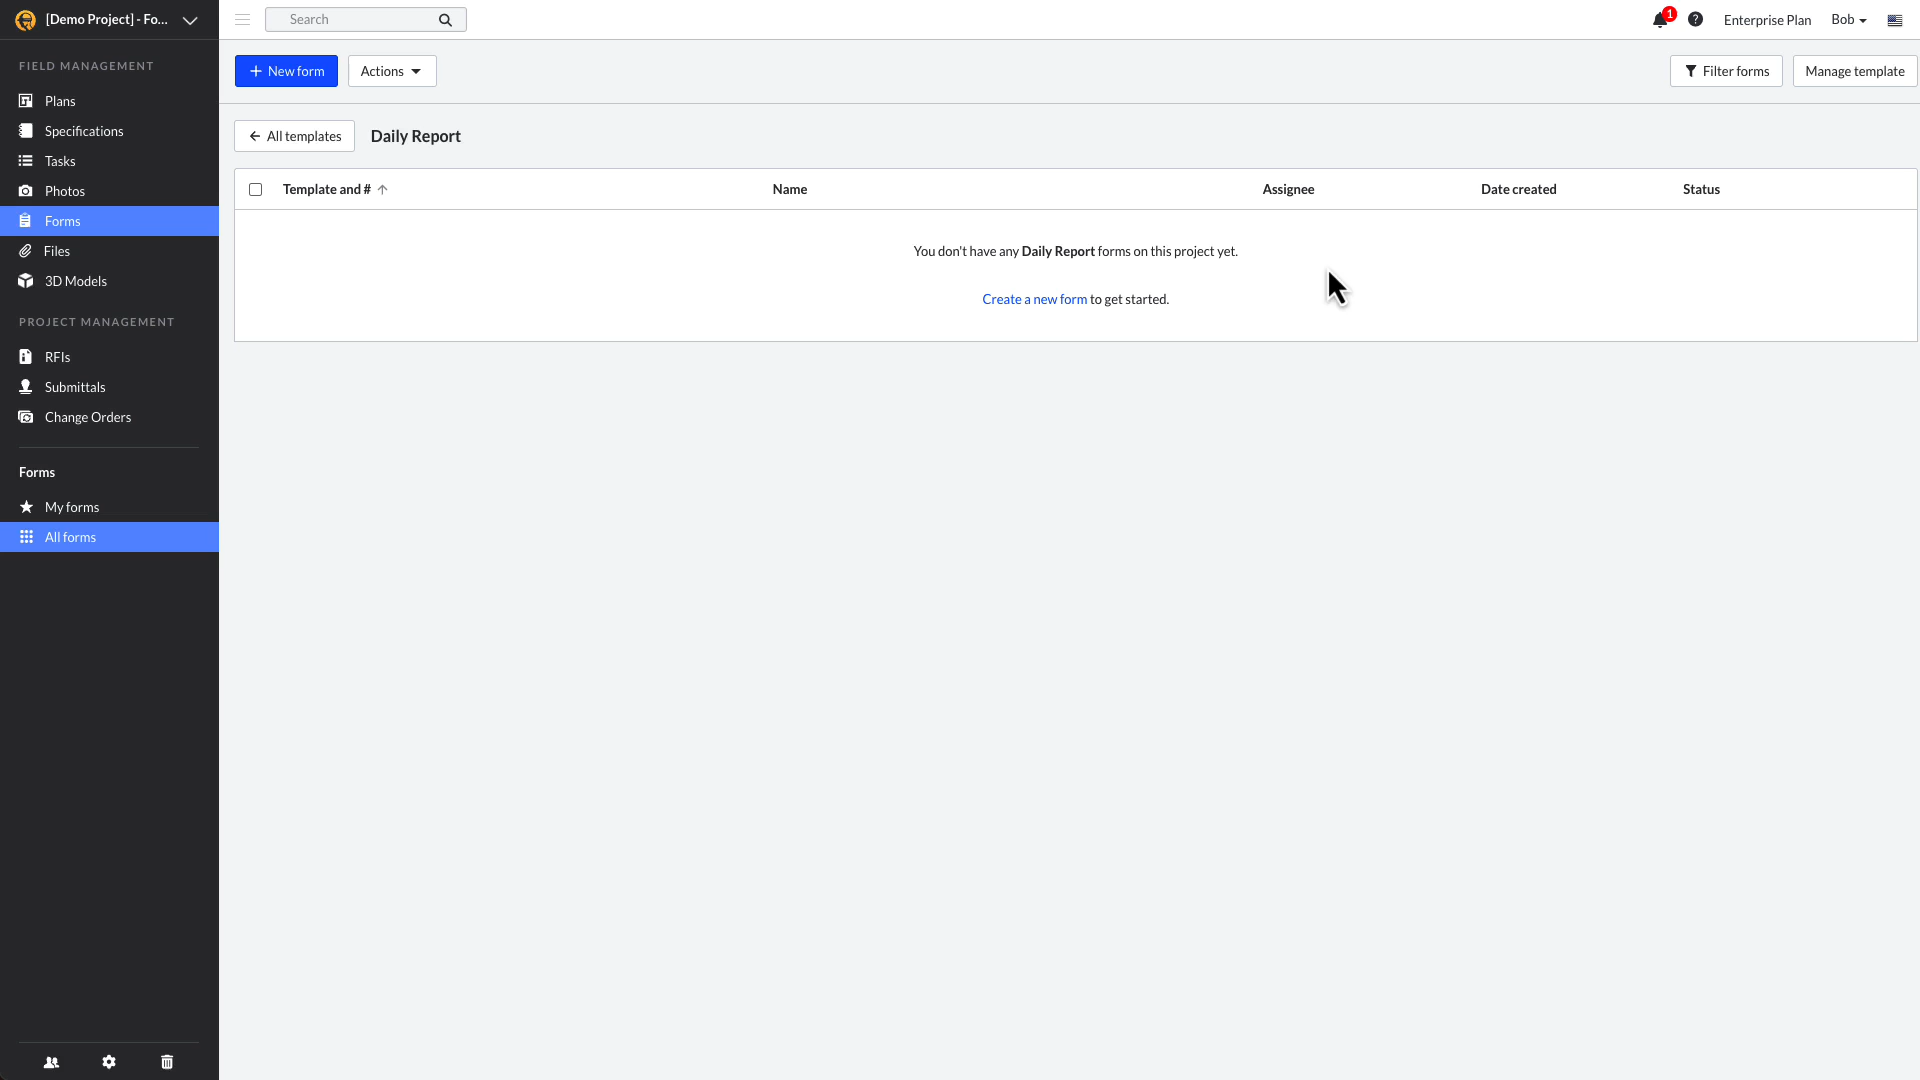 [Demo Project] - Fo...
Search
1
?
Enterprise Plan
Bob
FIELD MANAGEMENT
Plans
Specifications
Tasks
Photos
Forms
Files
3D Models
PROJECT MANAGEMENT
RFIs
Submittals
Change Orders
Forms
My forms
All forms
+ New form
Actions
Filter forms
Manage template
← All templates
Daily Report
Template and # ↑
Name
Assignee
Date created
Status
You don't have any Daily Report forms on this project yet.
Create a new form to get started.